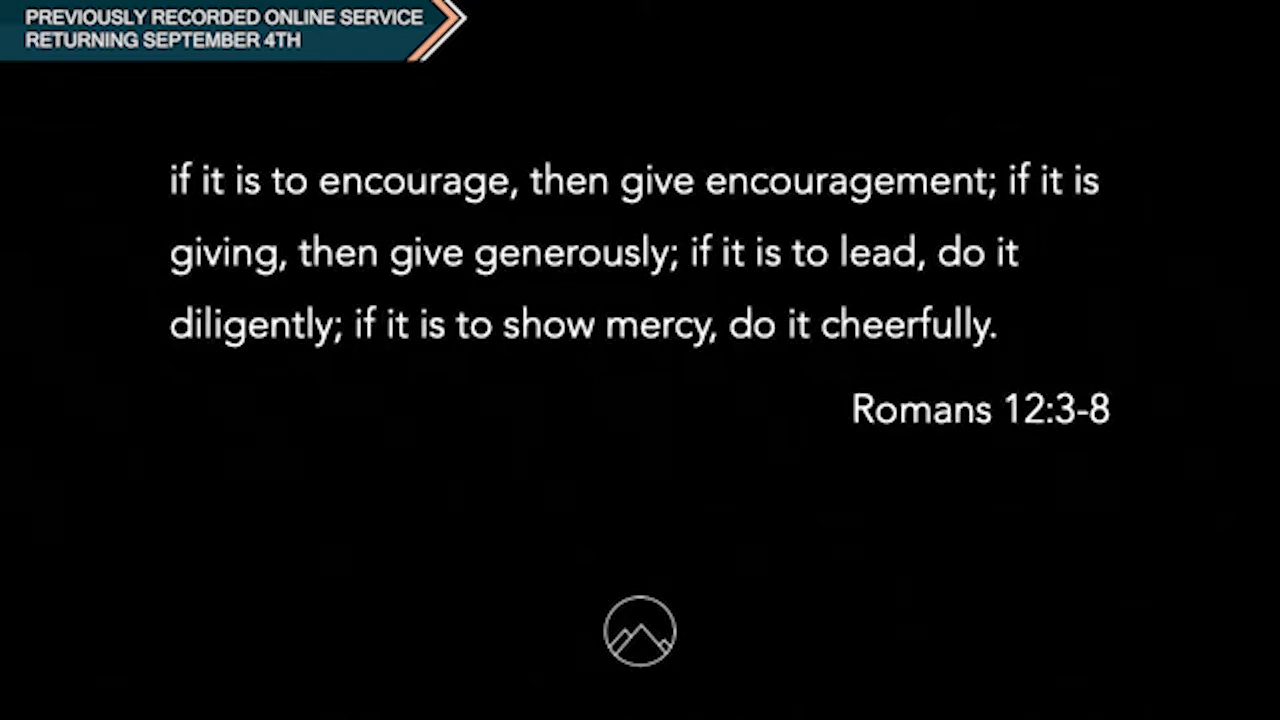 PREVIOUSLY RECORDED ONLINE SERVICE
RETURNING SEPTEMBER 4TH
if it is to encourage, then give encouragement; if it is
giving, then give generously; if it is to lead, do it
diligently; if it is to show mercy, do it cheerfully.
Romans 12:3-8